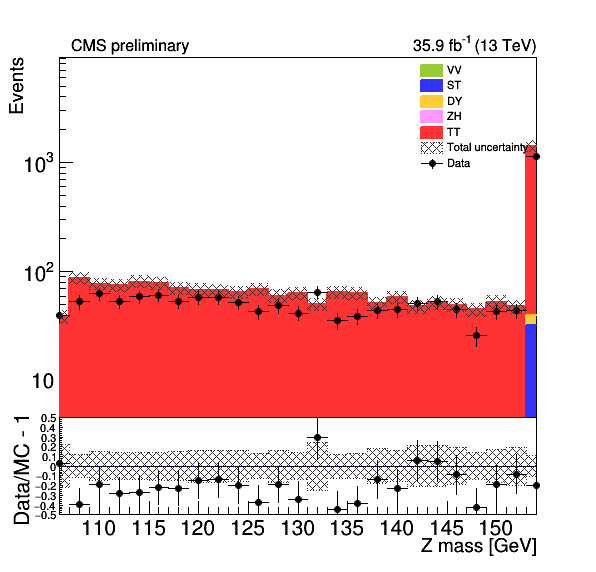 CMS preliminary
35.9 fb⁻¹ (13 TeV)
Events
VV
ST
DY
ZH
TT
Total uncertainty
Data
10³
10²
10
Data/MC - 1
0.5
0.4
0.3
0.2
0.1
0
−0.1
−0.2
−0.3
−0.4
−0.5
110 115 120 125 130 135 140 145 150
Z mass [GeV]